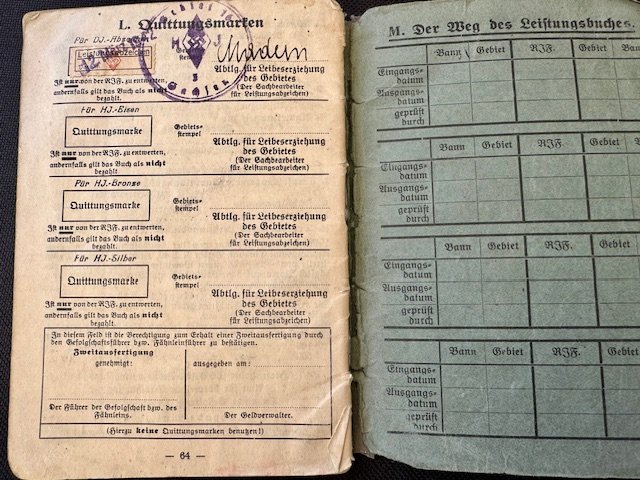 L. Quittungsmarken
Für DJ.-Abzeichen
Leistungsabzeichen
H J
3
Sachsen
stempel
Abtlg. für Leibeserziehung
des Gebietes
(Der Sachbearbeiter
für Leistungsabzeichen)
Ist nur von der RJF. zu entwerten,
andernfalls gilt das Buch als nicht
bezahlt.
Für HJ.-Eisen
Quittungsmarke
Gebiets-
stempel
Abtlg. für Leibeserziehung
des Gebietes
(Der Sachbearbeiter
für Leistungsabzeichen)
Ist nur von der RJF. zu entwerten,
andernfalls gilt das Buch als nicht
bezahlt.
Für HJ.-Bronze
Quittungsmarke
Gebiets-
stempel
Abtlg. für Leibeserziehung
des Gebietes
(Der Sachbearbeiter
für Leistungsabzeichen)
Ist nur von der RJF. zu entwerten,
andernfalls gilt das Buch als nicht
bezahlt.
Für HJ.-Silber
Quittungsmarke
Gebiets-
stempel
Abtlg. für Leibeserziehung
des Gebietes
(Der Sachbearbeiter
für Leistungsabzeichen)
Ist nur von der RJF. zu entwerten,
andernfalls gilt das Buch als nicht
bezahlt.
In diesem Feld ist die Berechtigung zum Erhalt einer Zweitausfertigung durch
den Gefolgschaftsführer bzw. Fähnleinführer zu bestätigen.
Zweitausfertigung
genehmigt:
ausgegeben am:
Der Führer der Gefolgschaft bzw. des
Fähnleins.
Der Geldverwalter.
(Hierzu keine Quittungsmarken benutzen!)
— 64 —
M. Der Weg des Leistungsbuches.
Bann Gebiet RJF. Gebiet Ba
Eingangs-
datum
Ausgangs-
datum
geprüft
durch
Bann Gebiet RJF. Gebiet Ba
Eingangs-
datum
Ausgangs-
datum
geprüft
durch
Bann Gebiet RJF. Gebiet Ba
Eingangs-
datum
Ausgangs-
datum
geprüft
durch
Bann Gebiet RJF. Gebiet B
Eingangs-
datum
Ausgangs-
datum
geprüft
durch